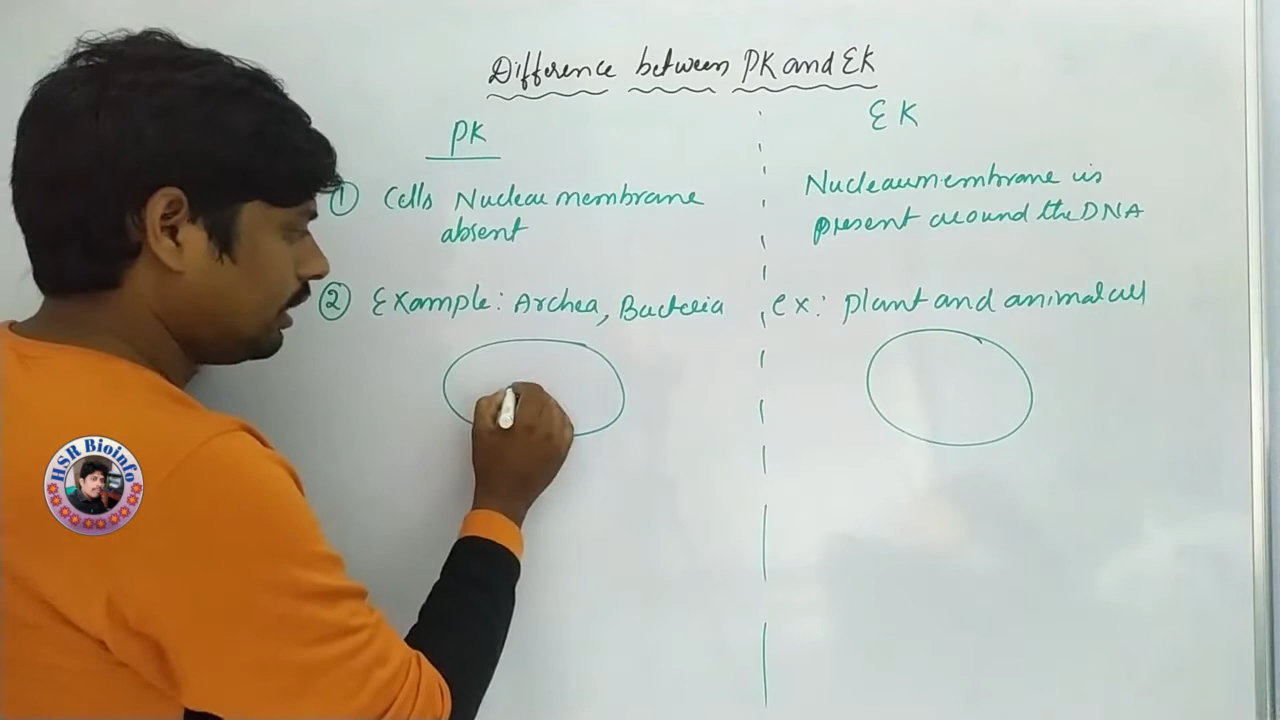 Difference between PK and EK
PK
EK
① Cells Nuclear membrane
absent
Nuclear membrane is
present around the DNA
② Example: Archea, Bacteria
ex: plant and animal cell
HSR Bioinfo